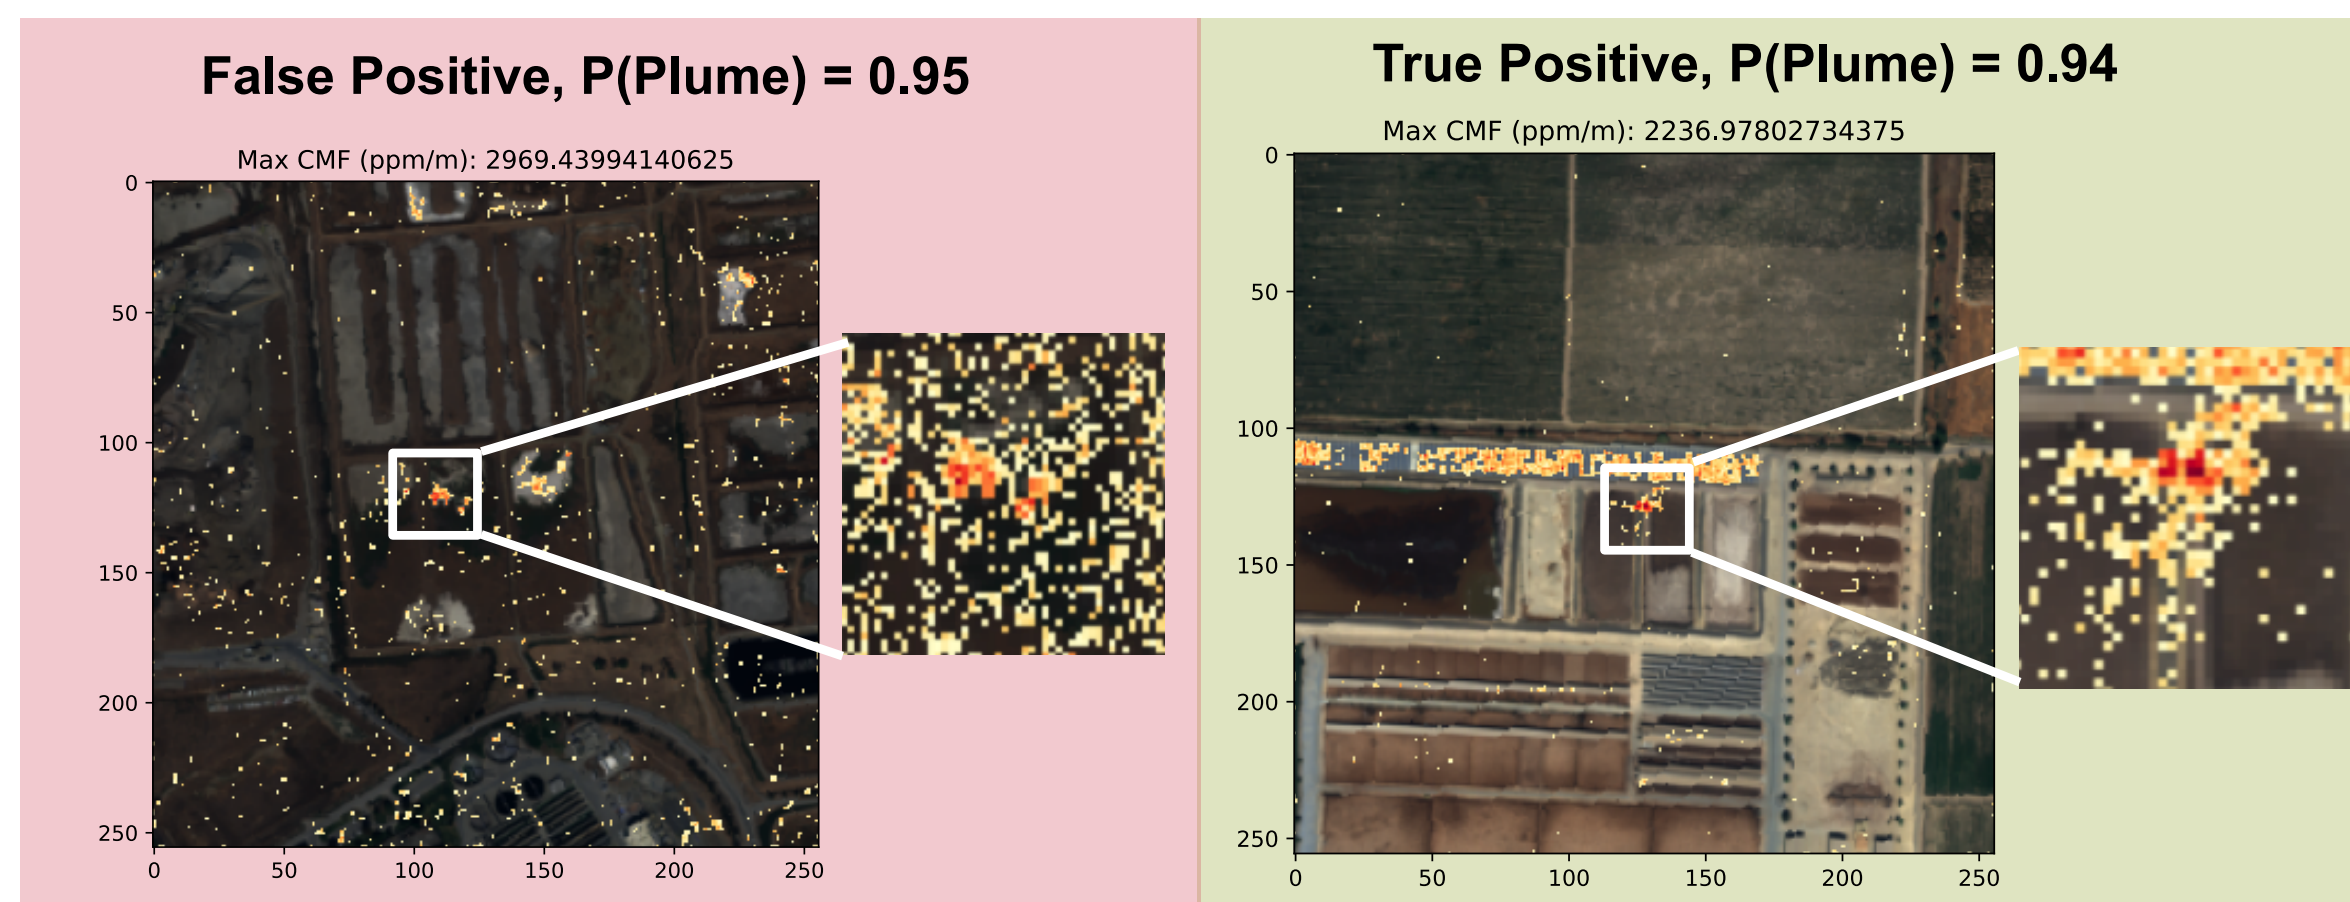 False Positive, P(Plume) = 0.95
Max CMF (ppm/m): 2969.43994140625
0
50
100
150
200
250
0 50 100 150 200 250
True Positive, P(Plume) = 0.94
Max CMF (ppm/m): 2236.97802734375
0
50
100
150
200
250
0 50 100 150 200 250